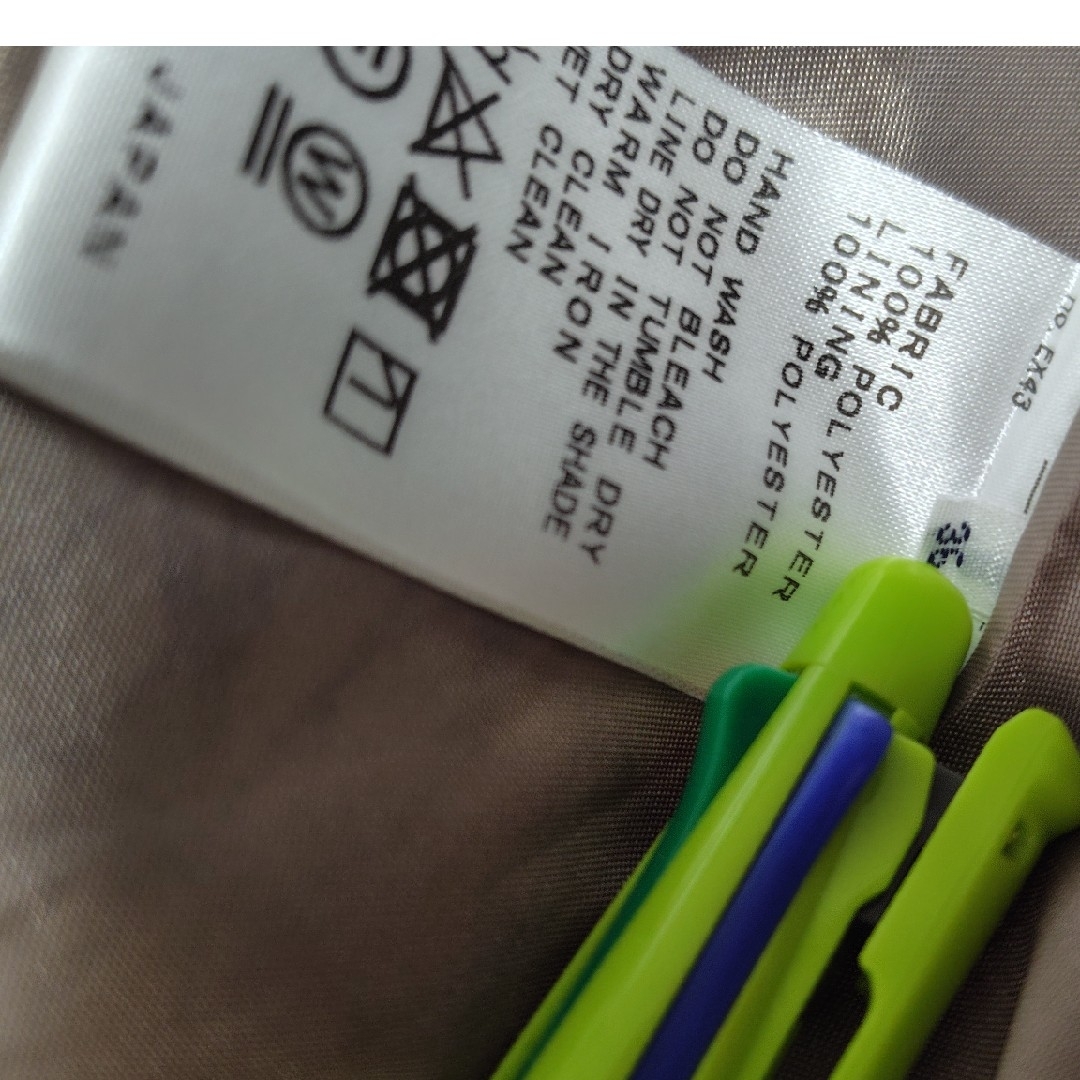 FABRIC
100% POLYESTER
LINING
100% POLYESTER
HAND WASH
DO NOT BLEACH
DO NOT TUMBLE DRY
LINE DRY IN THE SHADE
WARM IRON
DRY CLEAN
WET CLEAN
W
JAPAN